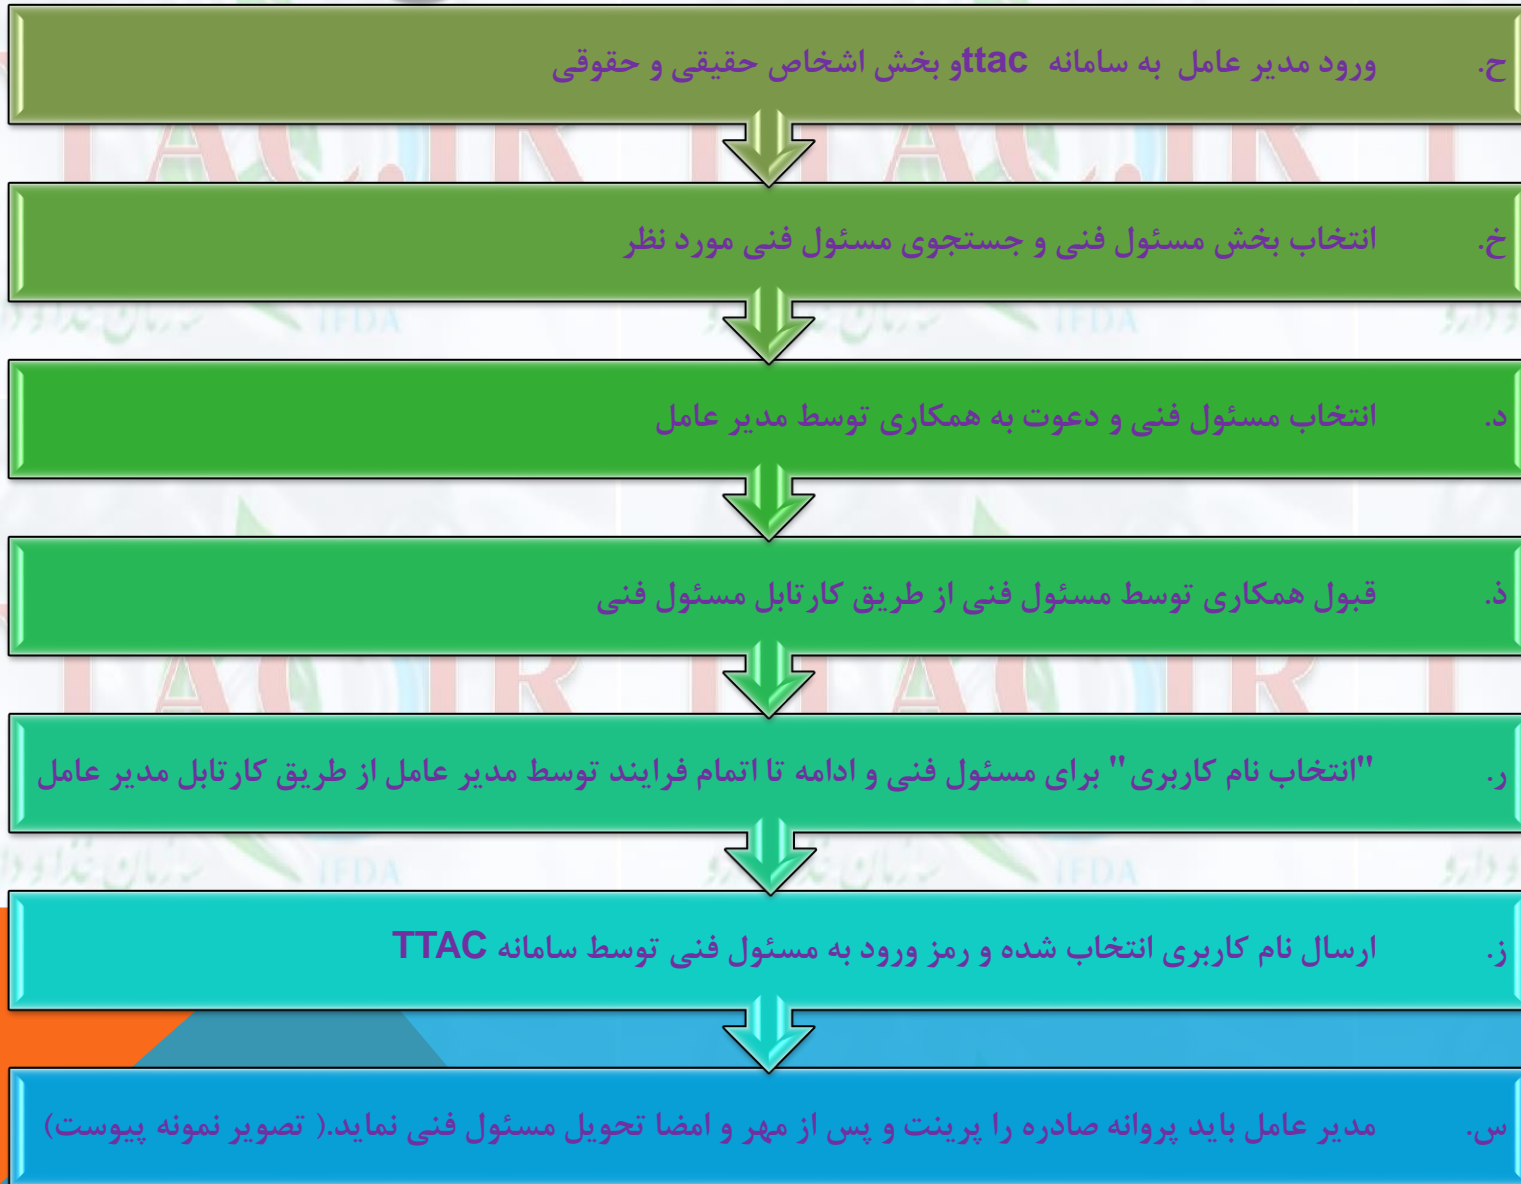 ح. ورود مدیر عامل به سامانه ttacو بخش اشخاص حقیقی و حقوقی
خ. انتخاب بخش مسئول فنی و جستجوی مسئول فنی مورد نظر
د. انتخاب مسئول فنی و دعوت به همکاری توسط مدیر عامل
ذ. قبول همکاری توسط مسئول فنی از طریق کارتابل مسئول فنی
ر. "انتخاب نام کاربری" برای مسئول فنی و ادامه تا اتمام فرایند توسط مدیر عامل از طریق کارتابل مدیر عامل
ز. ارسال نام کاربری انتخاب شده و رمز ورود به مسئول فنی توسط سامانه TTAC
س. مدیر عامل باید پروانه صادره را پرینت و پس از مهر و امضا تحویل مسئول فنی نماید.( تصویر نمونه پیوست)